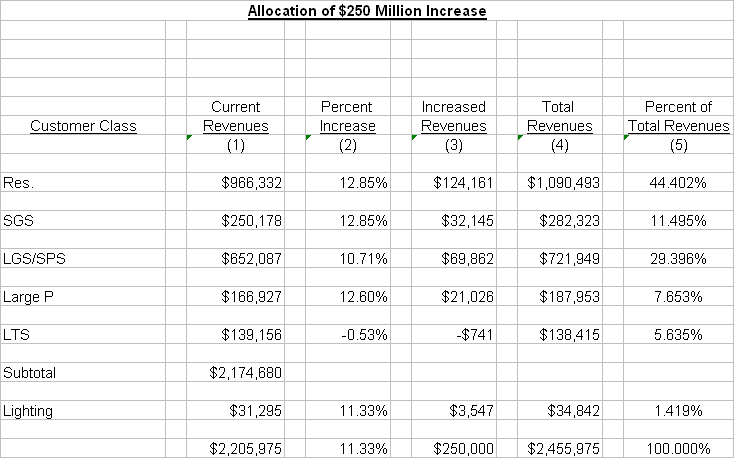 Allocation of $250 Million Increase
Current Percent Increased Total Percent of
Customer Class Revenues Increase Revenues Revenues Total Revenues
(1) (2) (3) (4) (5)
Res. $966,332 12.85% $124,161 $1,090,493 44.402%
SGS $250,178 12.85% $32,145 $282,323 11.495%
LGS/SPS $652,087 10.71% $69,862 $721,949 29.396%
Large P $166,927 12.60% $21,026 $187,953 7.653%
LTS $139,156 -0.53% -$741 $138,415 5.635%
Subtotal $2,174,680
Lighting $31,295 11.33% $3,547 $34,842 1.419%
$2,205,975 11.33% $250,000 $2,455,975 100.000%